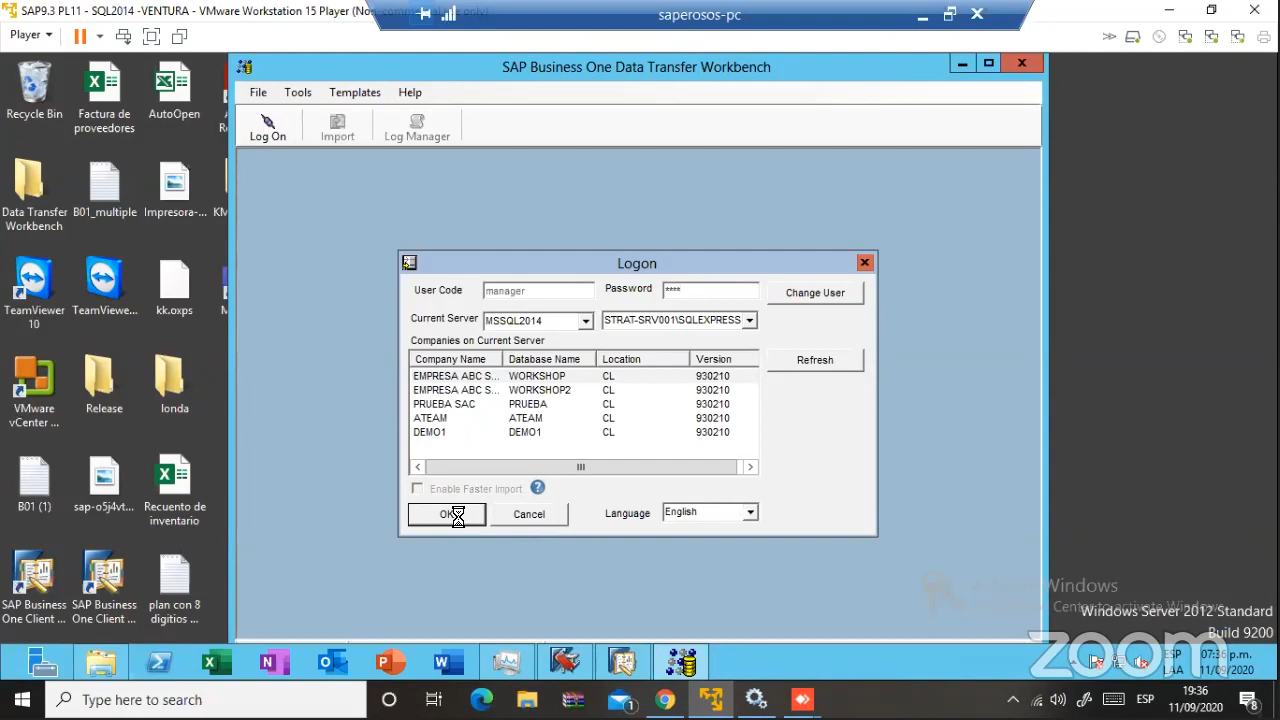 SAP9.3 PL11 - SQL2014 -VENTURA - VMware Workstation 15 Player
saperosos-pc
Player
SAP Business One Data Transfer Workbench
File Tools Templates Help
Log On Import Log Manager
Recycle Bin
Factura de proveedores
AutoOpen
Data Transfer Workbench
B01_multiple
Impresora-...
TeamViewer 10
TeamViewe...
kk.oxps
VMware vCenter ...
Release
londa
B01 (1)
sap-o5j4vt...
Recuento de inventario
SAP Business One Client ...
SAP Business One Client ...
plan con 8 digitios ...
Logon
User Code manager Password **** Change User
Current Server MSSQL2014 STRAT-SRV001\SQLEXPRESS
Companies on Current Server
Company Name Database Name Location Version Refresh
EMPRESA ABC S... WORKSHOP CL 930210
EMPRESA ABC S... WORKSHOP2 CL 930210
PRUEBA SAC PRUEBA CL 930210
ATEAM ATEAM CL 930210
DEMO1 DEMO1 CL 930210
Enable Faster Import
Cancel Language English
Windows
Center to activate Windows.
Windows Server 2012 Standard
Build 9200
zoom
ESP 07:36 p.m.
LAA 11/09/2020
Type here to search
ESP
19:36
11/09/2020
8